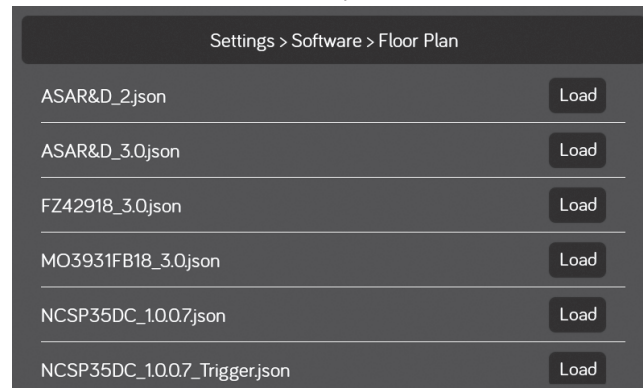 Settings > Software > Floor Plan
ASAR&D_2.json Load
ASAR&D_3.0.json Load
FZ42918_3.0.json Load
MO3931FB18_3.0.json Load
NCSP35DC_1.0.0.7.json Load
NCSP35DC_1.0.0.7_Trigger.json Load